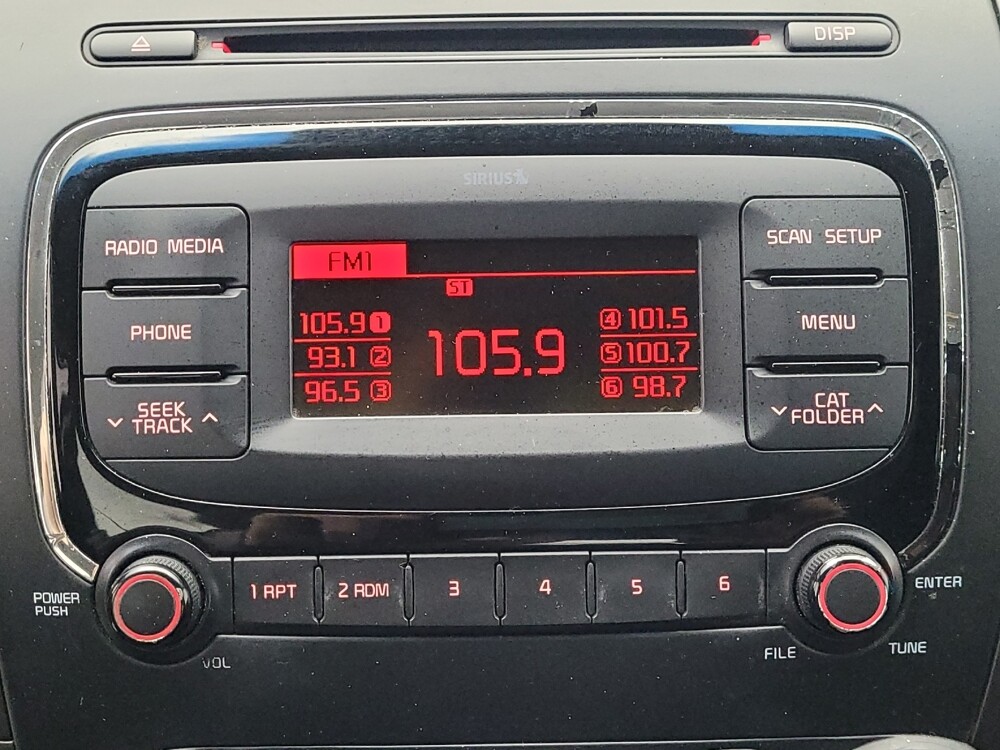 DISP
SIRIUS
RADIO MEDIA
SCAN SETUP
FM1
ST
105.9 1
93.1 2
96.5 3
105.9
4 101.5
5 100.7
6 98.7
PHONE
MENU
SEEK
TRACK
CAT
FOLDER
1 RPT
2 RDM
3
4
5
6
POWER
PUSH
VOL
ENTER
FILE
TUNE